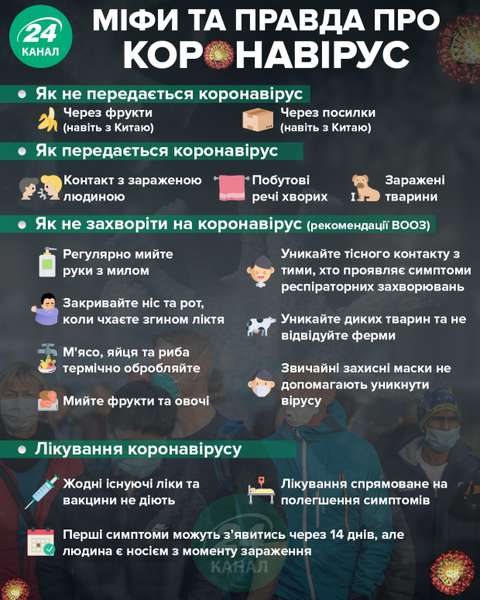 24
КАНАЛ
МІФИ ТА ПРАВДА ПРО
КОРОНАВІРУС
Як не передається коронавірус
Через фрукти
(навіть з Китаю)
Через посилки
(навіть з Китаю)
Як передається коронавірус
Контакт з зараженою
людиною
Побутові
речі хворих
Заражені
тварини
Як не захворіти на коронавірус (рекомендації ВООЗ)
Регулярно мийте
руки з милом
Закривайте ніс та рот,
коли чхаєте згином ліктя
М'ясо, яйця та риба
термічно обробляйте
Мийте фрукти та овочі
Уникайте тісного контакту з
тими, хто проявляє симптоми
респіраторних захворювань
Уникайте диких тварин та не
відвідуйте ферми
Звичайні захисні маски не
допомагають уникнути
вірусу
Лікування коронавірусу
Жодні існуючі ліки та
вакцини не діють
Лікування спрямоване на
полегшення симптомів
Перші симптоми можуть з'явитись через 14 днів, але
людина є носієм з моменту зараження
24
КАНАЛ